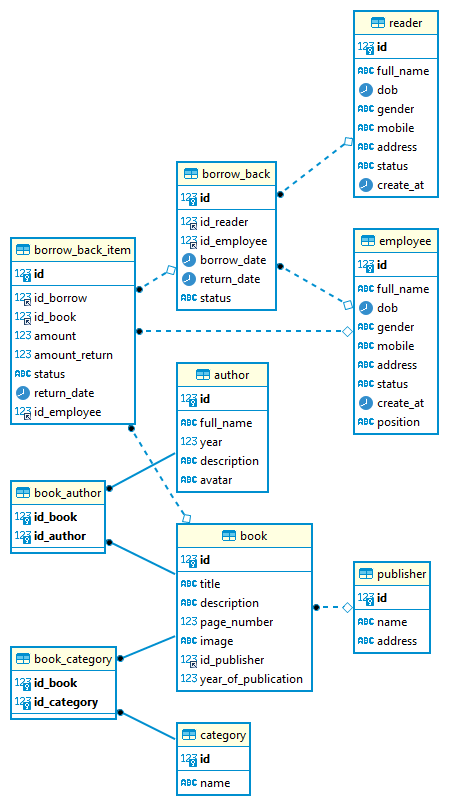 reader
123 id
ABC full_name
dob
ABC gender
ABC mobile
ABC address
ABC status
create_at
borrow_back
123 id
123 id_reader
123 id_employee
borrow_date
return_date
ABC status
employee
123 id
ABC full_name
dob
ABC gender
ABC mobile
ABC address
ABC status
create_at
ABC position
borrow_back_item
123 id
123 id_borrow
123 id_book
123 amount
123 amount_return
ABC status
return_date
123 id_employee
author
123 id
ABC full_name
123 year
ABC description
ABC avatar
book_author
123 id_book
123 id_author
book
123 id
ABC title
ABC description
123 page_number
ABC image
123 id_publisher
123 year_of_publication
publisher
123 id
ABC name
ABC address
book_category
123 id_book
123 id_category
category
123 id
ABC name